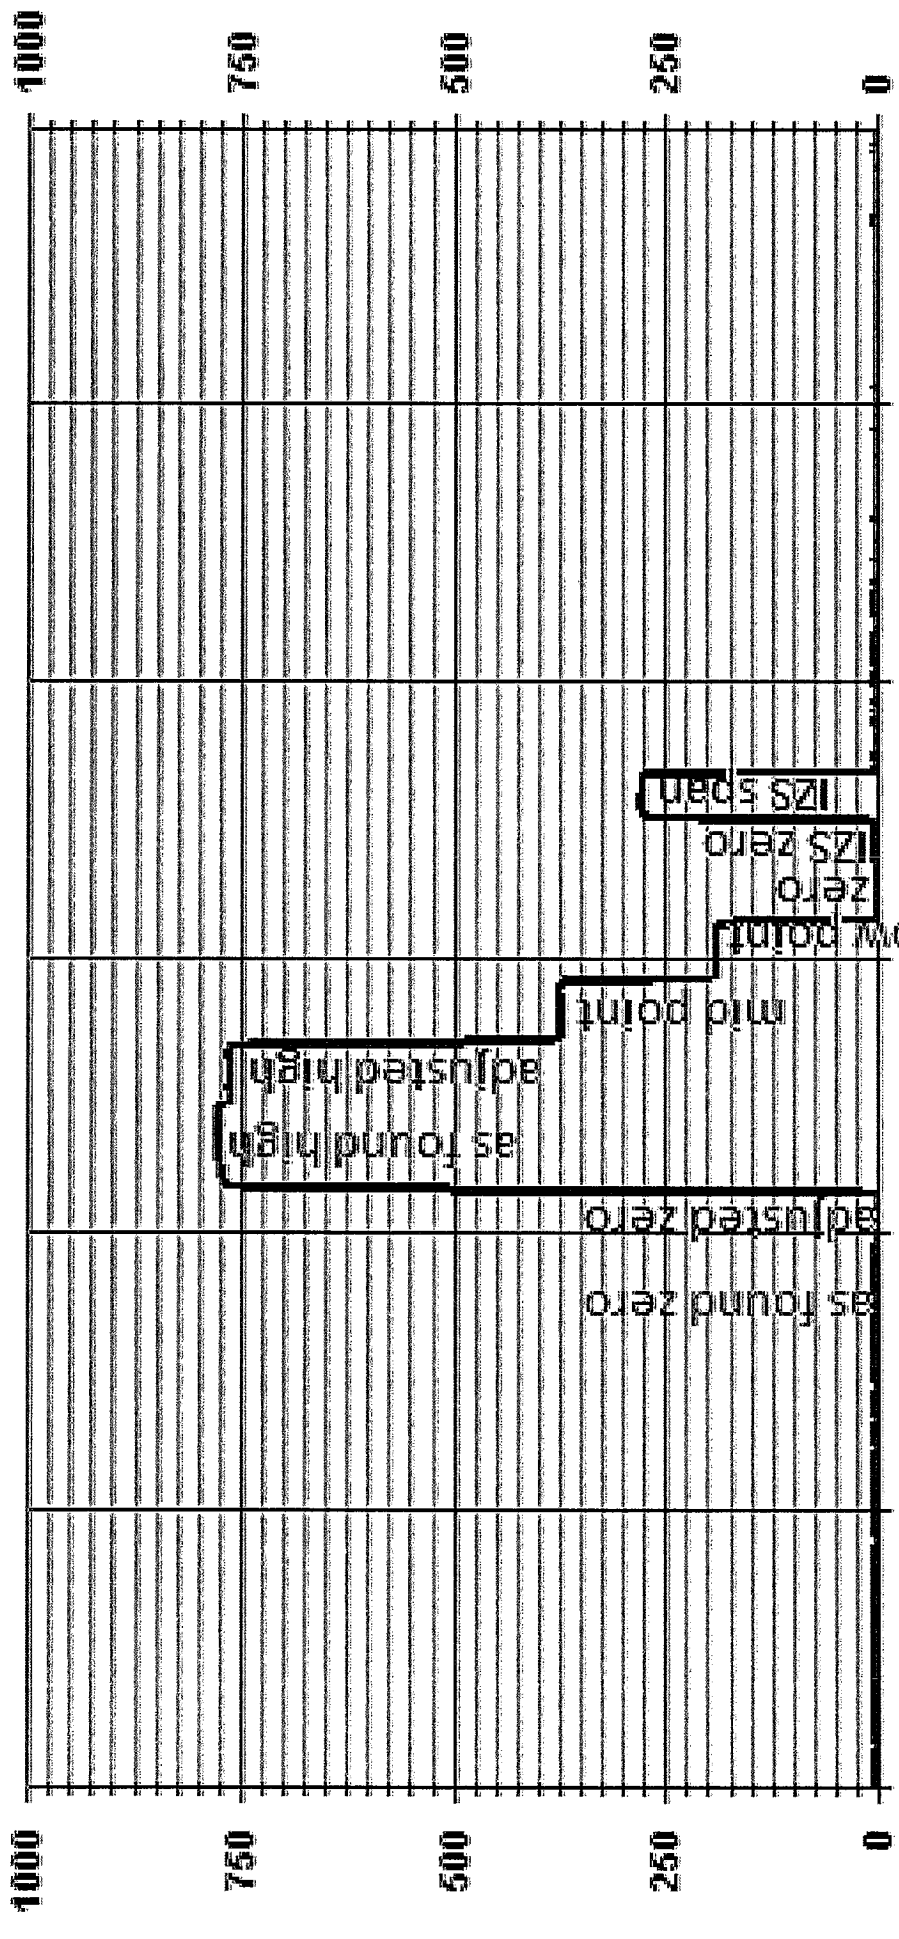 1000
750
500
250
0
IZS span
IZS zero
zero
w point
mid point
adjusted high
as found high
adjusted zero
as found zero
1000
750
500
250
0